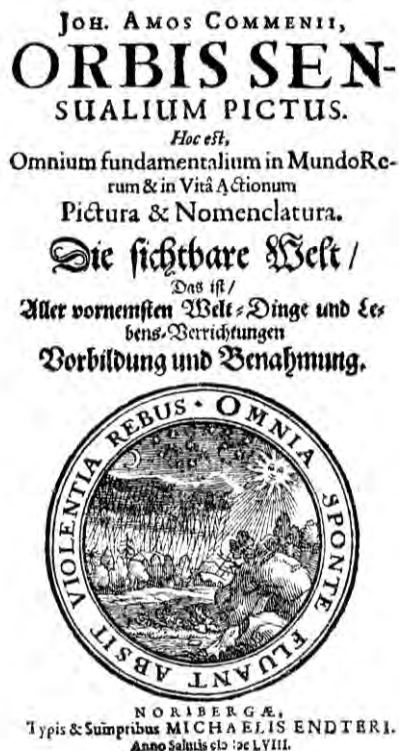 JOH. AMOS COMMENII,
ORBIS SEN-
SUALIUM PICTUS.
Hoc eſt,
Omnium fundamentalium in Mundo Re-
rum & in Vitâ Actionum
Pictura & Nomenclatura.
Die ſichtbare Welt /
Das iſt /
Aller vornemſten Welt-Dinge und Le-
bens-Verrichtungen
Vorbildung und Benahmung.
OMNIA SPONTE FLUANT ABSIT VIOLENTIA REBUS ·
NORIBERGÆ,
Typis & Sumptibus MICHAELIS ENDTERI.
Anno Salutis cIɔ Iɔc LVIII.